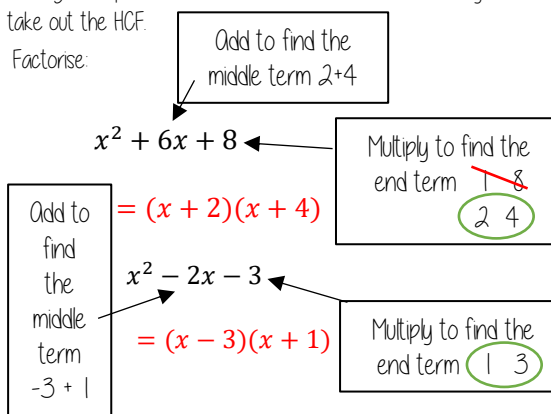 take out the HCF.
Factorise:
Add to find the
middle term 2+4
x² + 6x + 8
Multiply to find the
end term 1 8
2 4
= (x + 2)(x + 4)
Add to
find
the
middle
term
-3 + 1
x² − 2x − 3
= (x − 3)(x + 1)
Multiply to find the
end term 1 3